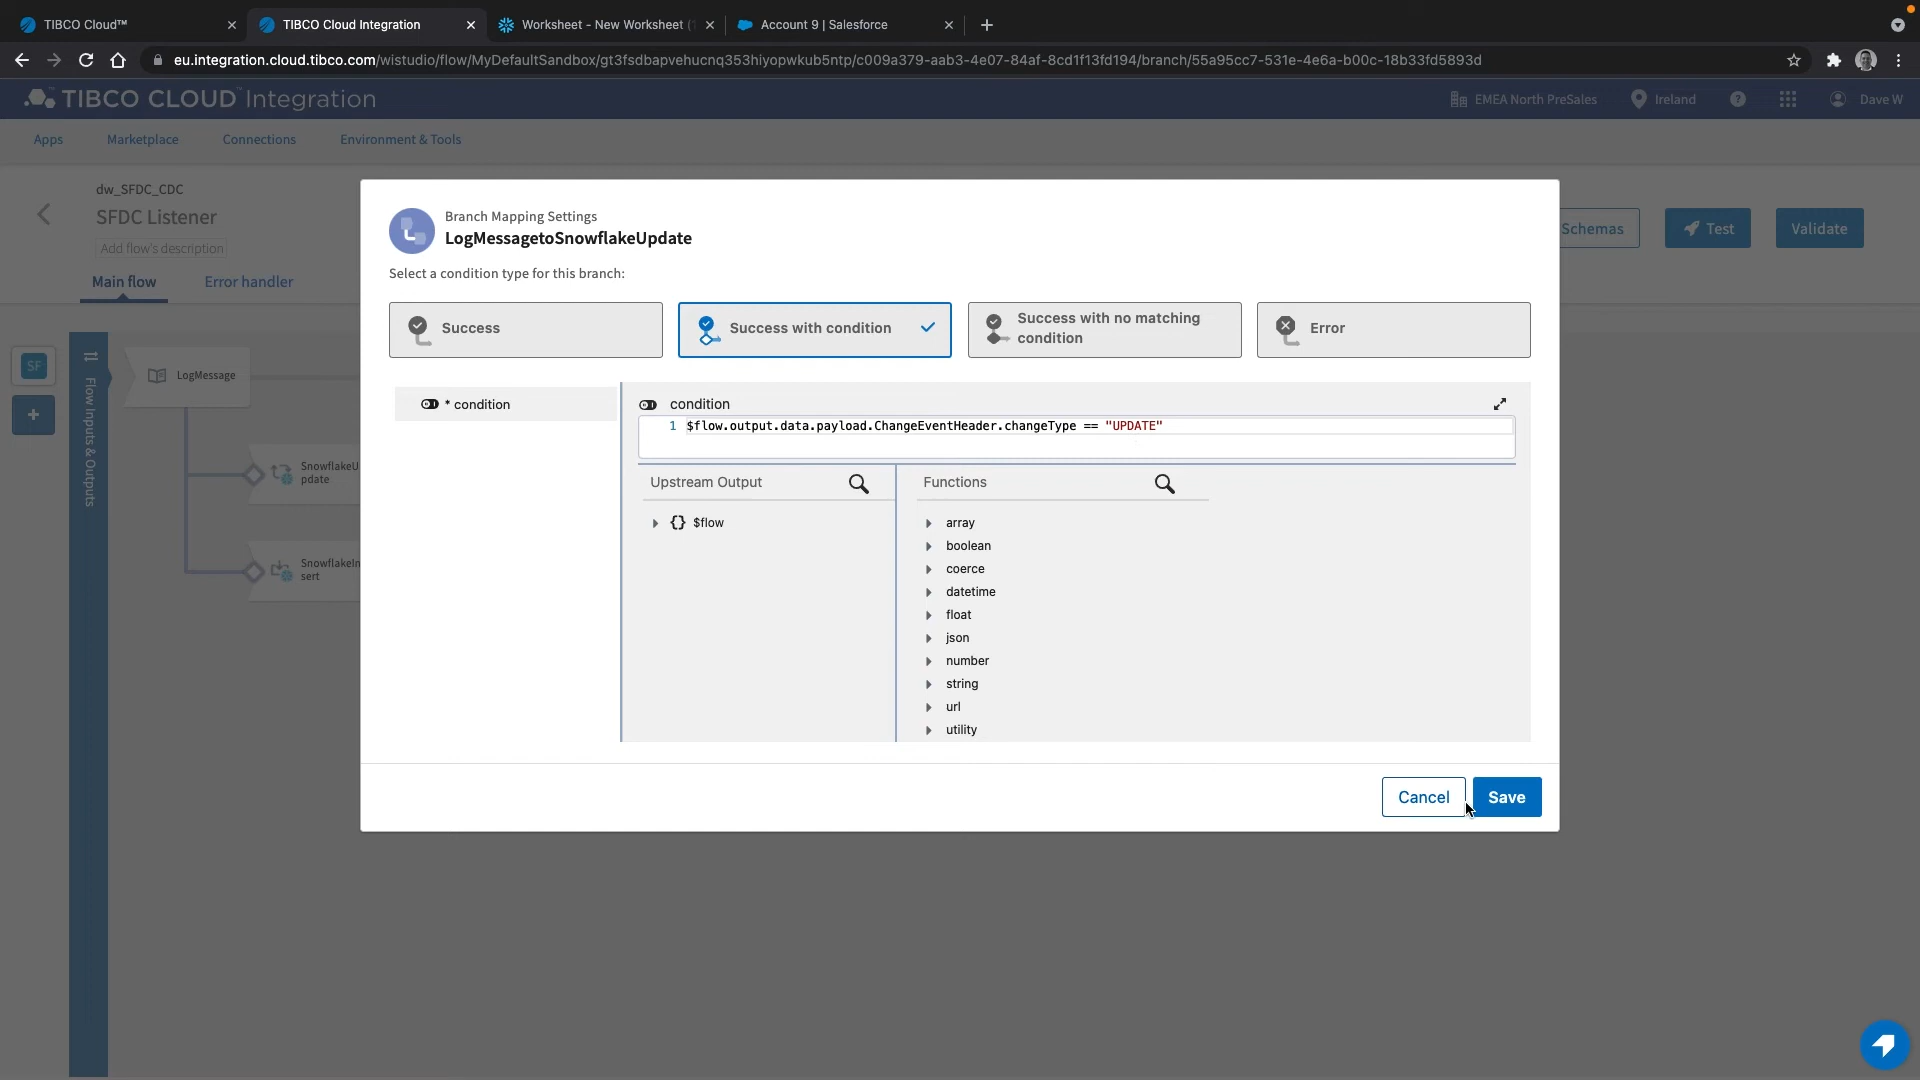 TIBCO Cloud™
TIBCO Cloud Integration
Worksheet - New Worksheet (
Account 9 | Salesforce
eu.integration.cloud.tibco.com/wistudio/flow/MyDefaultSandbox/gt3fsdbapvehucnq353hiyopwkub5ntp/c009a379-aab3-4e07-84af-8cd1f13fd194/branch/55a95cc7-531e-4e6a-b00c-18b33fd5893d
TIBCO CLOUD™ Integration
EMEA North PreSales
Ireland
Dave W
Apps
Marketplace
Connections
Environment & Tools
dw_SFDC_CDC
SFDC Listener
Add flow's description
Main flow
Error handler
Schemas
Test
Validate
SF
Flow Inputs & Outputs
LogMessage
SnowflakeU
pdate
SnowflakeIn
sert
Branch Mapping Settings
LogMessagetoSnowflakeUpdate
Select a condition type for this branch:
Success
Success with condition
Success with no matching
condition
Error
* condition
condition
1 $flow.output.data.payload.ChangeEventHeader.changeType == "UPDATE"
Upstream Output
{} $flow
Functions
array
boolean
coerce
datetime
float
json
number
string
url
utility
Cancel
Save